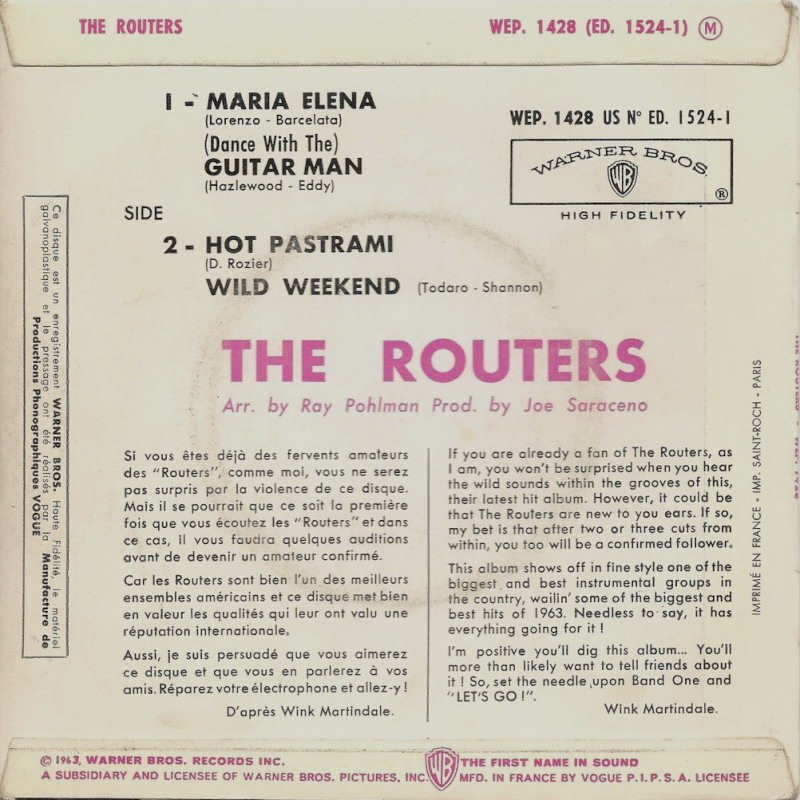 THE ROUTERS
WEP. 1428 (ED. 1524-1) M
1 - MARIA ELENA
(Lorenzo - Barcelata)
(Dance With The)
GUITAR MAN
(Hazlewood - Eddy)
SIDE
2 - HOT PASTRAMI
(D. Rozier)
WILD WEEKEND (Todaro - Shannon)
WEP. 1428 US N° ED. 1524-1
WARNER BROS.
WB
®
HIGH FIDELITY
THE ROUTERS
Arr. by Ray Pohlman Prod. by Joe Saraceno
Ce disque est un enregistrement WARNER BROS. Haute Fidélité, le matériel
galvanoplastique et le pressage ont été réalisés par la Manufacture de
Productions Phonographiques VOGUE
Si vous êtes déjà des fervents amateurs
des "Routers", comme moi, vous ne serez
pas surpris par la violence de ce disque.
Mais il se pourrait que ce soit la première
fois que vous écoutez les "Routers" et dans
ce cas, il vous faudra quelques auditions
avant de devenir un amateur confirmé.
Car les Routers sont bien l'un des meilleurs
ensembles américains et ce disque met bien
en valeur les qualités qui leur ont valu une
réputation internationale.
Aussi, je suis persuadé que vous aimerez
ce disque et que vous en parlerez à vos
amis. Réparez votre électrophone et allez-y !
D'après Wink Martindale.
If you are already a fan of The Routers, as
I am, you won't be surprised when you hear
the wild sounds within the grooves of this,
their latest hit album. However, it could be
that The Routers are new to you ears. If so,
my bet is that after two or three cuts from
within, you too will be a confirmed follower.
This album shows off in fine style one of the
biggest and best instrumental groups in
the country, wailin' some of the biggest and
best hits of 1963. Needless to say, it has
everything going for it !
I'm positive you'll dig this album... You'll
more than likely want to tell friends about
it ! So, set the needle upon Band One and
"LET'S GO !".
Wink Martindale.
IMPRIMÉ EN FRANCE - IMP. SAINT-ROCH - PARIS
© 1963, WARNER BROS. RECORDS INC.
A SUBSIDIARY AND LICENSEE OF WARNER BROS. PICTURES, INC.
WB
THE FIRST NAME IN SOUND
MFD. IN FRANCE BY VOGUE P.I.P.S.A. LICENSEE